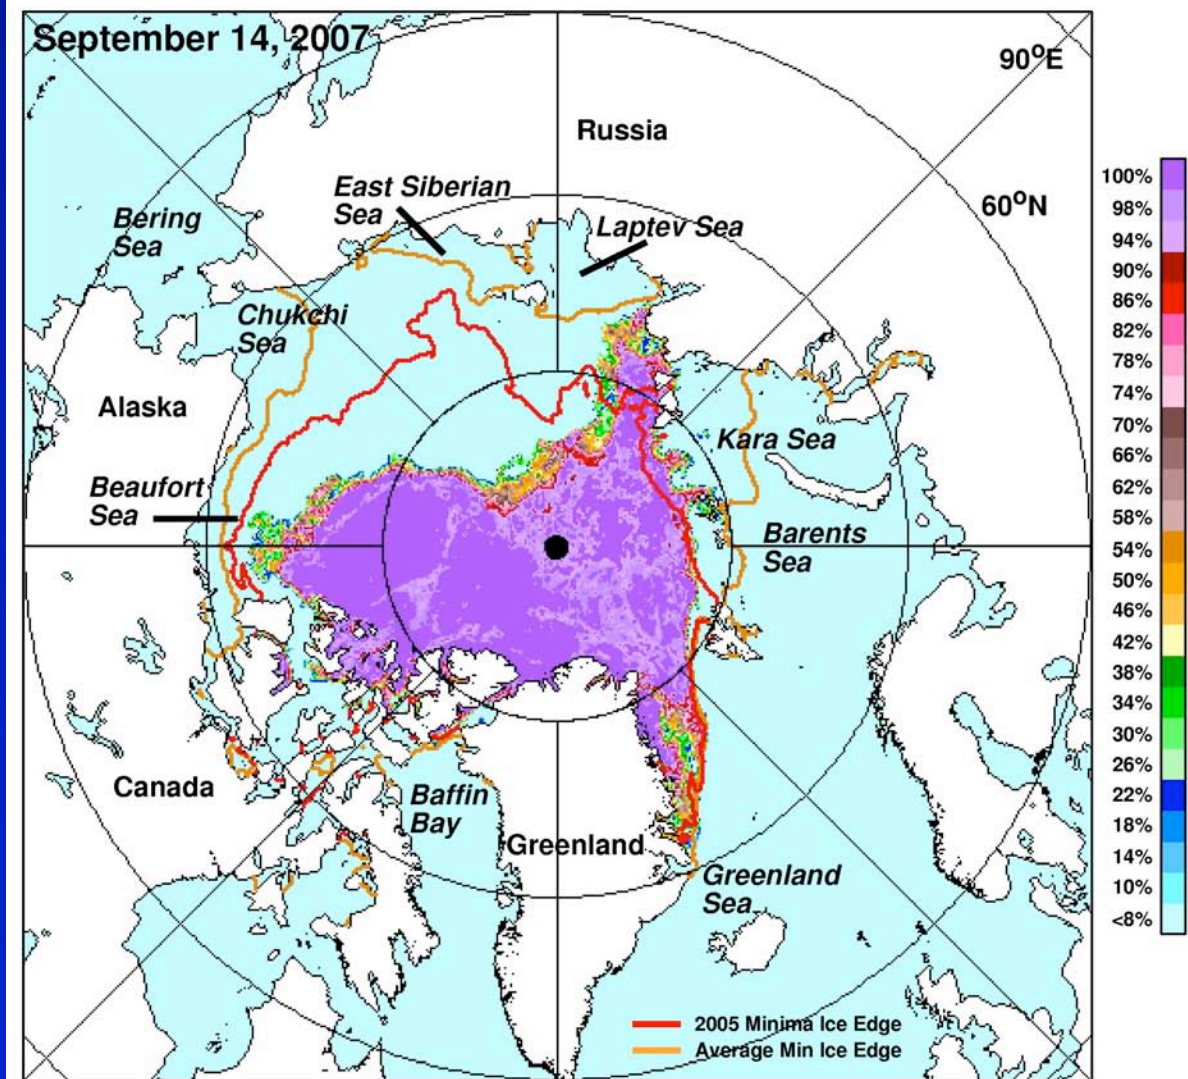 September 14, 2007
90°E
Russia
60°N
East Siberian
Sea
Laptev Sea
Bering
Sea
Chukchi
Sea
Alaska
Kara Sea
Beaufort
Sea
Barents
Sea
Canada
Baffin
Bay
Greenland
Greenland
Sea
2005 Minima Ice Edge
Average Min Ice Edge
100%
98%
94%
90%
86%
82%
78%
74%
70%
66%
62%
58%
54%
50%
46%
42%
38%
34%
30%
26%
22%
18%
14%
10%
<8%